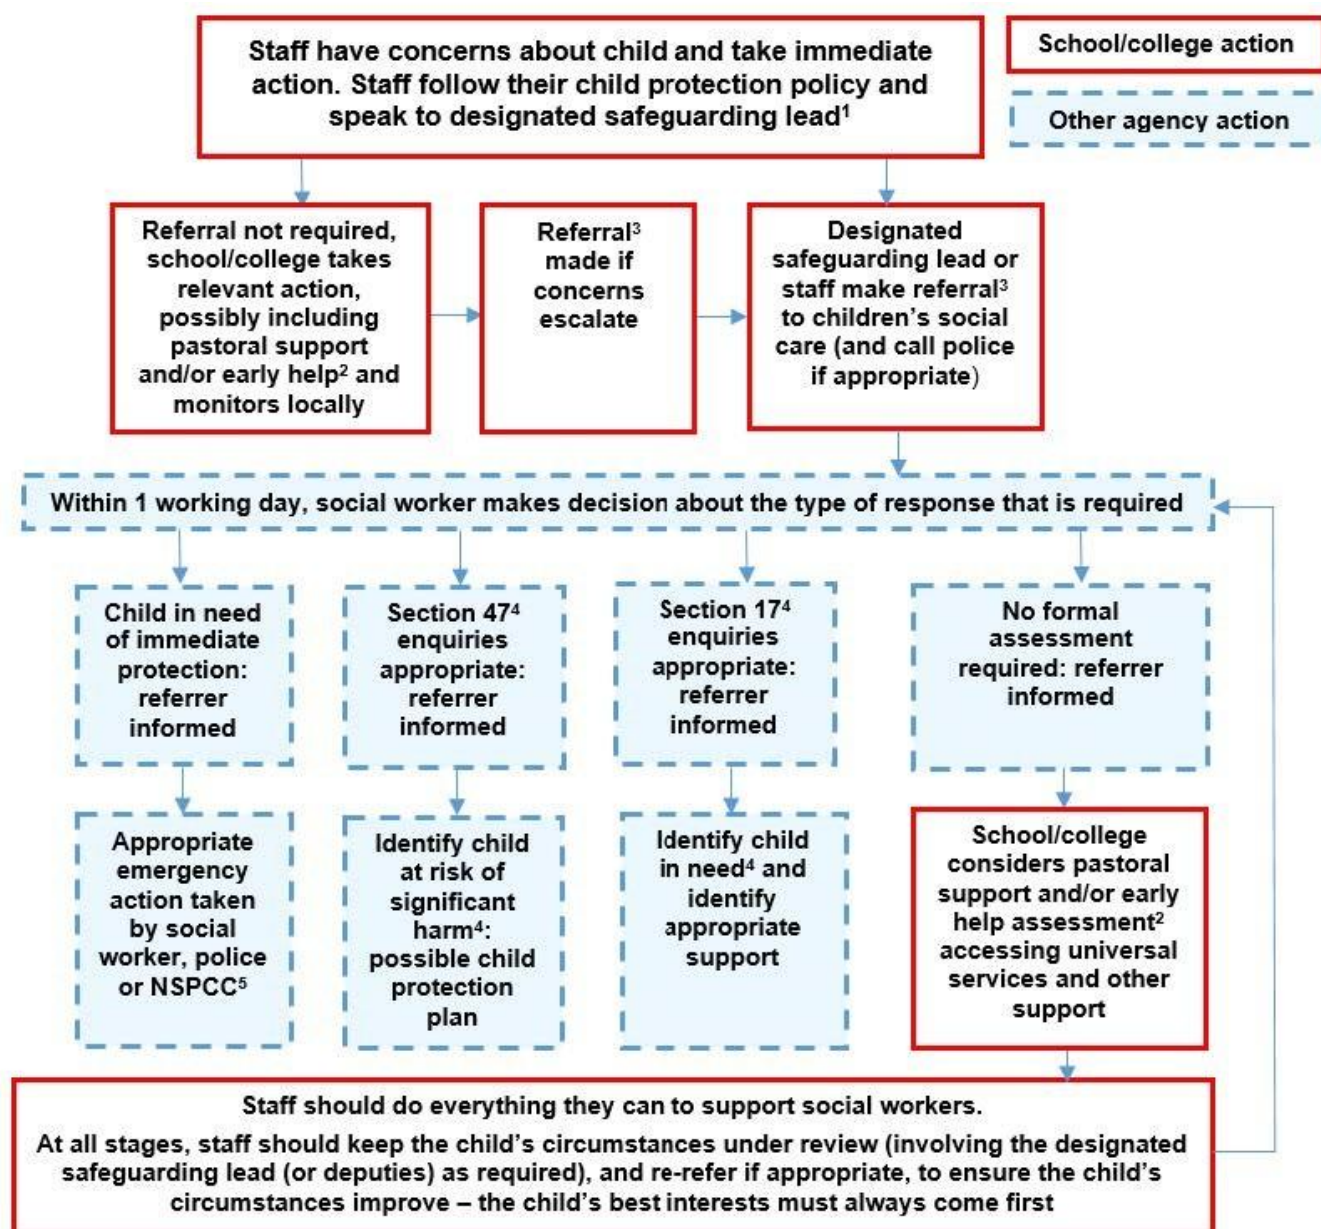 Staff have concerns about child and take immediate
action. Staff follow their child protection policy and
speak to designated safeguarding lead¹
School/college action
Other agency action
Referral not required,
school/college takes
relevant action,
possibly including
pastoral support
and/or early help² and
monitors locally
Referral³
made if
concerns
escalate
Designated
safeguarding lead or
staff make referral³
to children’s social
care (and call police
if appropriate)
Within 1 working day, social worker makes decision about the type of response that is required
Child in need
of immediate
protection:
referrer
informed
Section 47⁴
enquiries
appropriate:
referrer
informed
Section 17⁴
enquiries
appropriate:
referrer
informed
No formal
assessment
required: referrer
informed
Appropriate
emergency
action taken
by social
worker, police
or NSPCC⁵
Identify child
at risk of
significant
harm⁴:
possible child
protection
plan
Identify child
in need⁴ and
identify
appropriate
support
School/college
considers pastoral
support and/or early
help assessment²
accessing universal
services and other
support
Staff should do everything they can to support social workers.
At all stages, staff should keep the child’s circumstances under review (involving the designated
safeguarding lead (or deputies) as required), and re-refer if appropriate, to ensure the child’s
circumstances improve – the child’s best interests must always come first